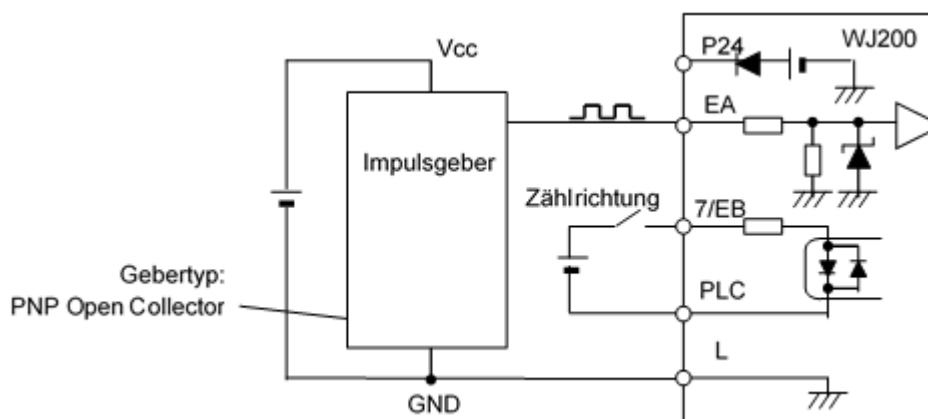 P24
WJ200
Vcc
EA
Impulsgeber
Zählrichtung
7/EB
Gebertyp:
PNP Open Collector
PLC
L
GND